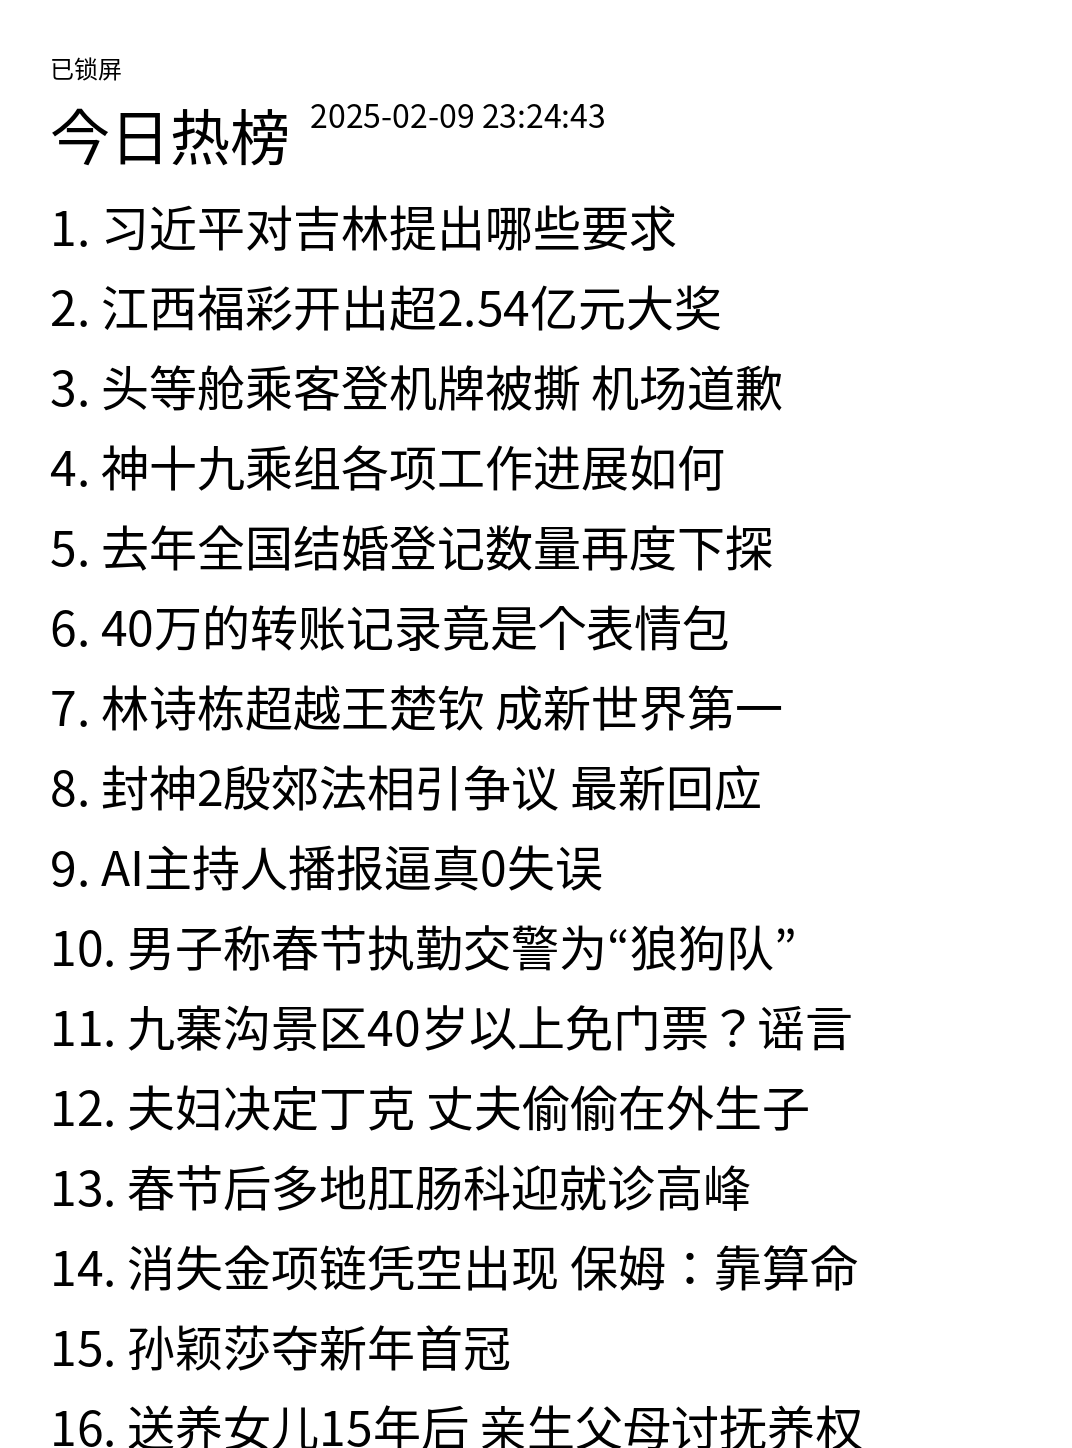 已锁屏
今日热榜 2025-02-09 23:24:43
1. 习近平对吉林提出哪些要求
2. 江西福彩开出超2.54亿元大奖
3. 头等舱乘客登机牌被撕 机场道歉
4. 神十九乘组各项工作进展如何
5. 去年全国结婚登记数量再度下探
6. 40万的转账记录竟是个表情包
7. 林诗栋超越王楚钦 成新世界第一
8. 封神2殷郊法相引争议 最新回应
9. AI主持人播报逼真0失误
10. 男子称春节执勤交警为“狼狗队”
11. 九寨沟景区40岁以上免门票？谣言
12. 夫妇决定丁克 丈夫偷偷在外生子
13. 春节后多地肛肠科迎就诊高峰
14. 消失金项链凭空出现 保姆：靠算命
15. 孙颖莎夺新年首冠
16. 送养女儿15年后 亲生父母讨抚养权